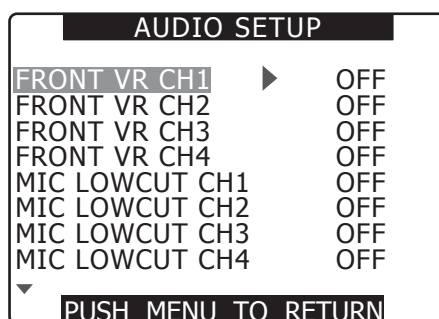 AUDIO SETUP
FRONT VR CH1 OFF
FRONT VR CH2 OFF
FRONT VR CH3 OFF
FRONT VR CH4 OFF
MIC LOWCUT CH1 OFF
MIC LOWCUT CH2 OFF
MIC LOWCUT CH3 OFF
MIC LOWCUT CH4 OFF
PUSH MENU TO RETURN